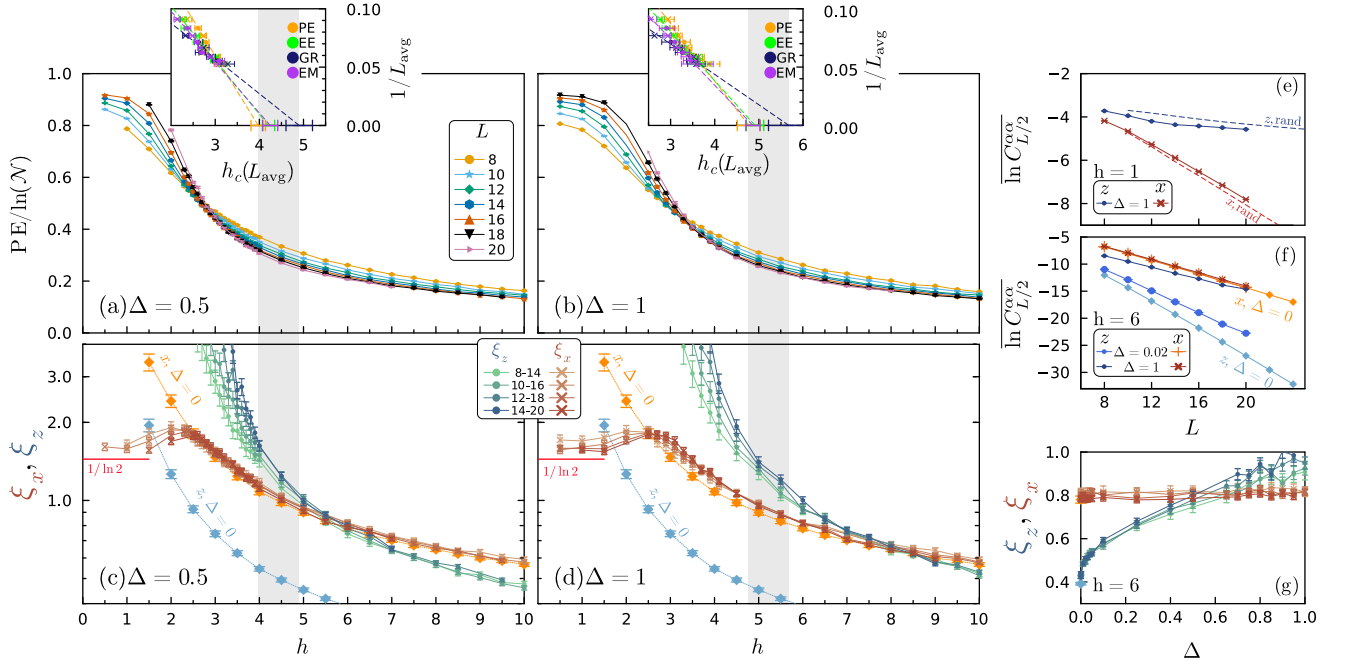 PE
EE
GR
EM
0.10
0.05
0.00
1/L_avg
3 4 5
h_c(L_avg)
PE
EE
GR
EM
0.10
0.05
0.00
1/L_avg
3 4 5 6
h_c(L_avg)
PE/ln(𝒩)
1.0
0.8
0.6
0.4
0.2
0.0
L
8
10
12
14
16
18
20
(a) Δ = 0.5
(b) Δ = 1
ξ_x, ξ_z
3.0
2.0
1.0
x, Δ = 0
z, Δ = 0
1/ ln 2
(c) Δ = 0.5
0 1 2 3 4 5 6 7 8 9 10
h
ξ_z ξ_x
8-14
10-16
12-18
14-20
x, Δ = 0
z, Δ = 0
1/ ln 2
(d) Δ = 1
0 1 2 3 4 5 6 7 8 9 10
h
ln C^{αα}_{L/2}
−2
−4
−6
−8
(e)
z, rand
x, rand
h = 1
z x
Δ = 1
ln C^{αα}_{L/2}
−5
−10
−15
−20
−25
−30
(f)
h = 6
x, Δ = 0
z, Δ = 0
z x
Δ = 0.02
Δ = 1
8 12 16 20
L
ξ_z, ξ_x
1.0
0.8
0.6
0.4
h = 6
(g)
0.0 0.2 0.4 0.6 0.8 1.0
Δ